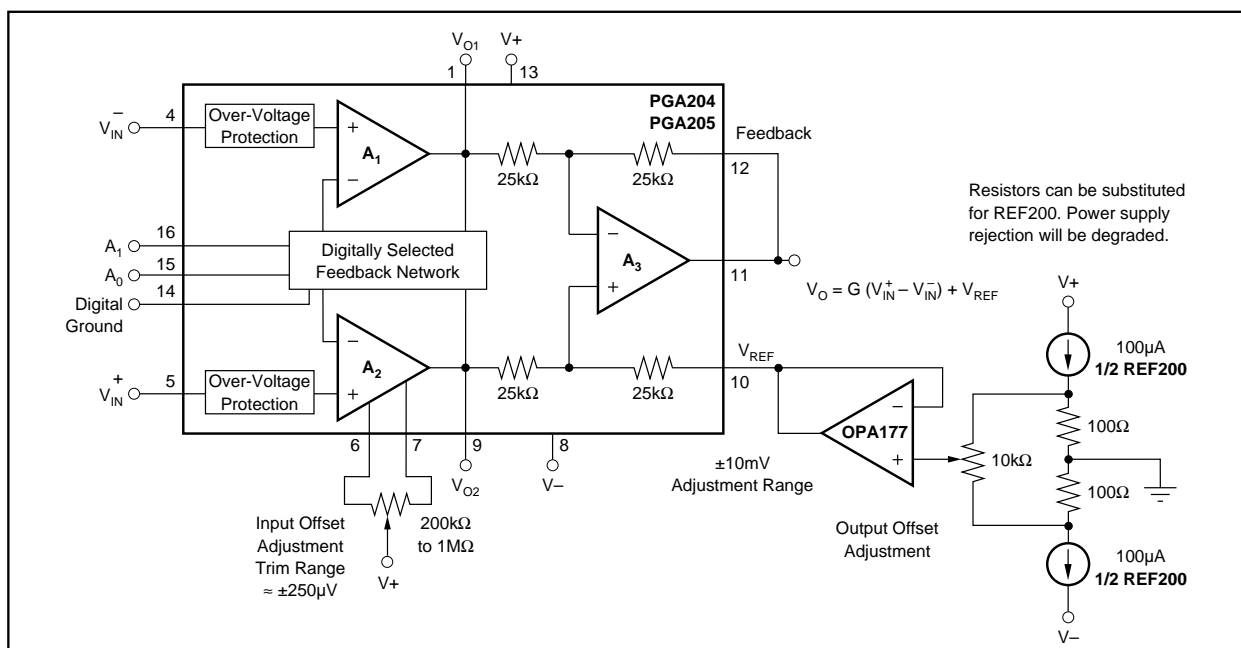 V_O1
V+
1
13
PGA204
PGA205
V_IN^–
4
Over-Voltage
Protection
+
A_1
–
25kΩ
25kΩ
Feedback
12
Resistors can be substituted
for REF200. Power supply
rejection will be degraded.
A_1
16
A_0
15
14
Digital
Ground
Digitally Selected
Feedback Network
–
A_3
+
11
V_O = G (V_IN^+ – V_IN^–) + V_REF
V+
100µA
1/2 REF200
–
A_2
+
V_IN^+
5
Over-Voltage
Protection
25kΩ
25kΩ
V_REF
10
–
OPA177
+
10kΩ
100Ω
100Ω
6
7
9
8
V_O2
V–
±10mV
Adjustment Range
Input Offset
Adjustment
Trim Range
≈ ±250µV
200kΩ
to 1MΩ
V+
Output Offset
Adjustment
100µA
1/2 REF200
V–